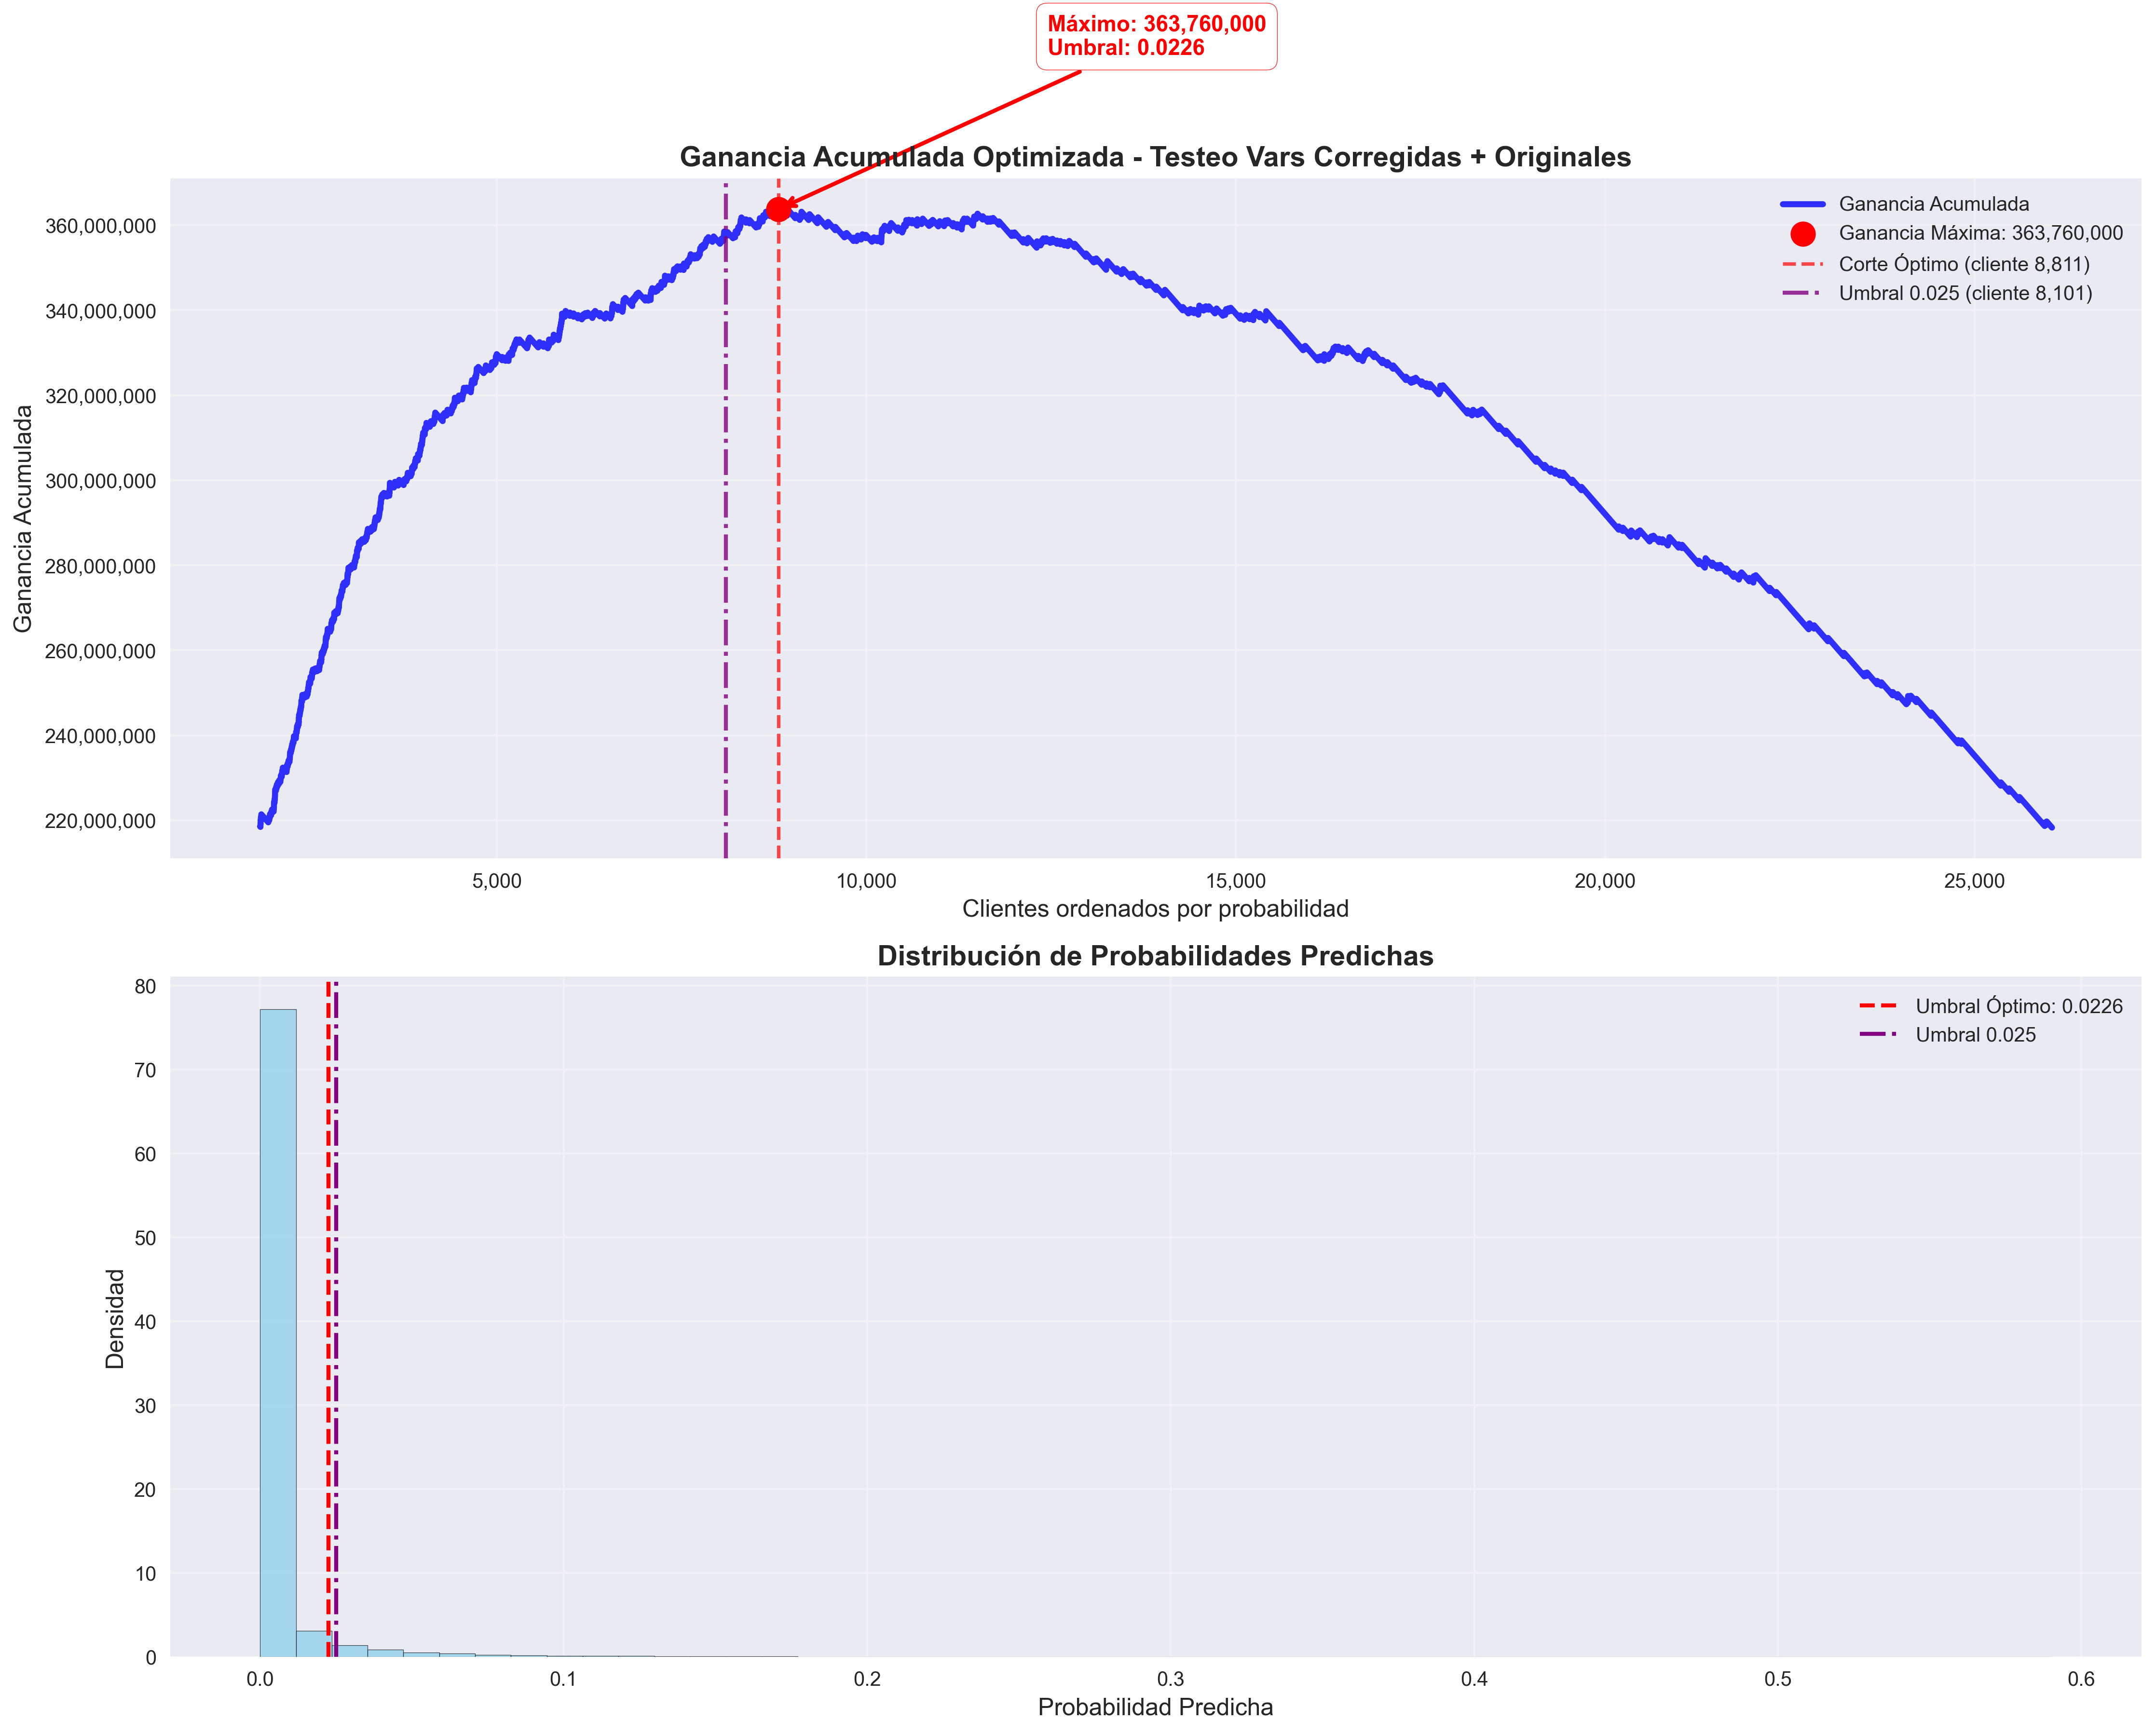 Máximo: 363,760,000
Umbral: 0.0226
Ganancia Acumulada Optimizada - Testeo Vars Corregidas + Originales
Ganancia Acumulada
Ganancia Máxima: 363,760,000
Corte Óptimo (cliente 8,811)
Umbral 0.025 (cliente 8,101)
360,000,000
340,000,000
320,000,000
300,000,000
280,000,000
260,000,000
240,000,000
220,000,000
Ganancia Acumulada
5,000
10,000
15,000
20,000
25,000
Clientes ordenados por probabilidad
Distribución de Probabilidades Predichas
Umbral Óptimo: 0.0226
Umbral 0.025
80
70
60
50
40
30
20
10
0
Densidad
0.0
0.1
0.2
0.3
0.4
0.5
0.6
Probabilidad Predicha